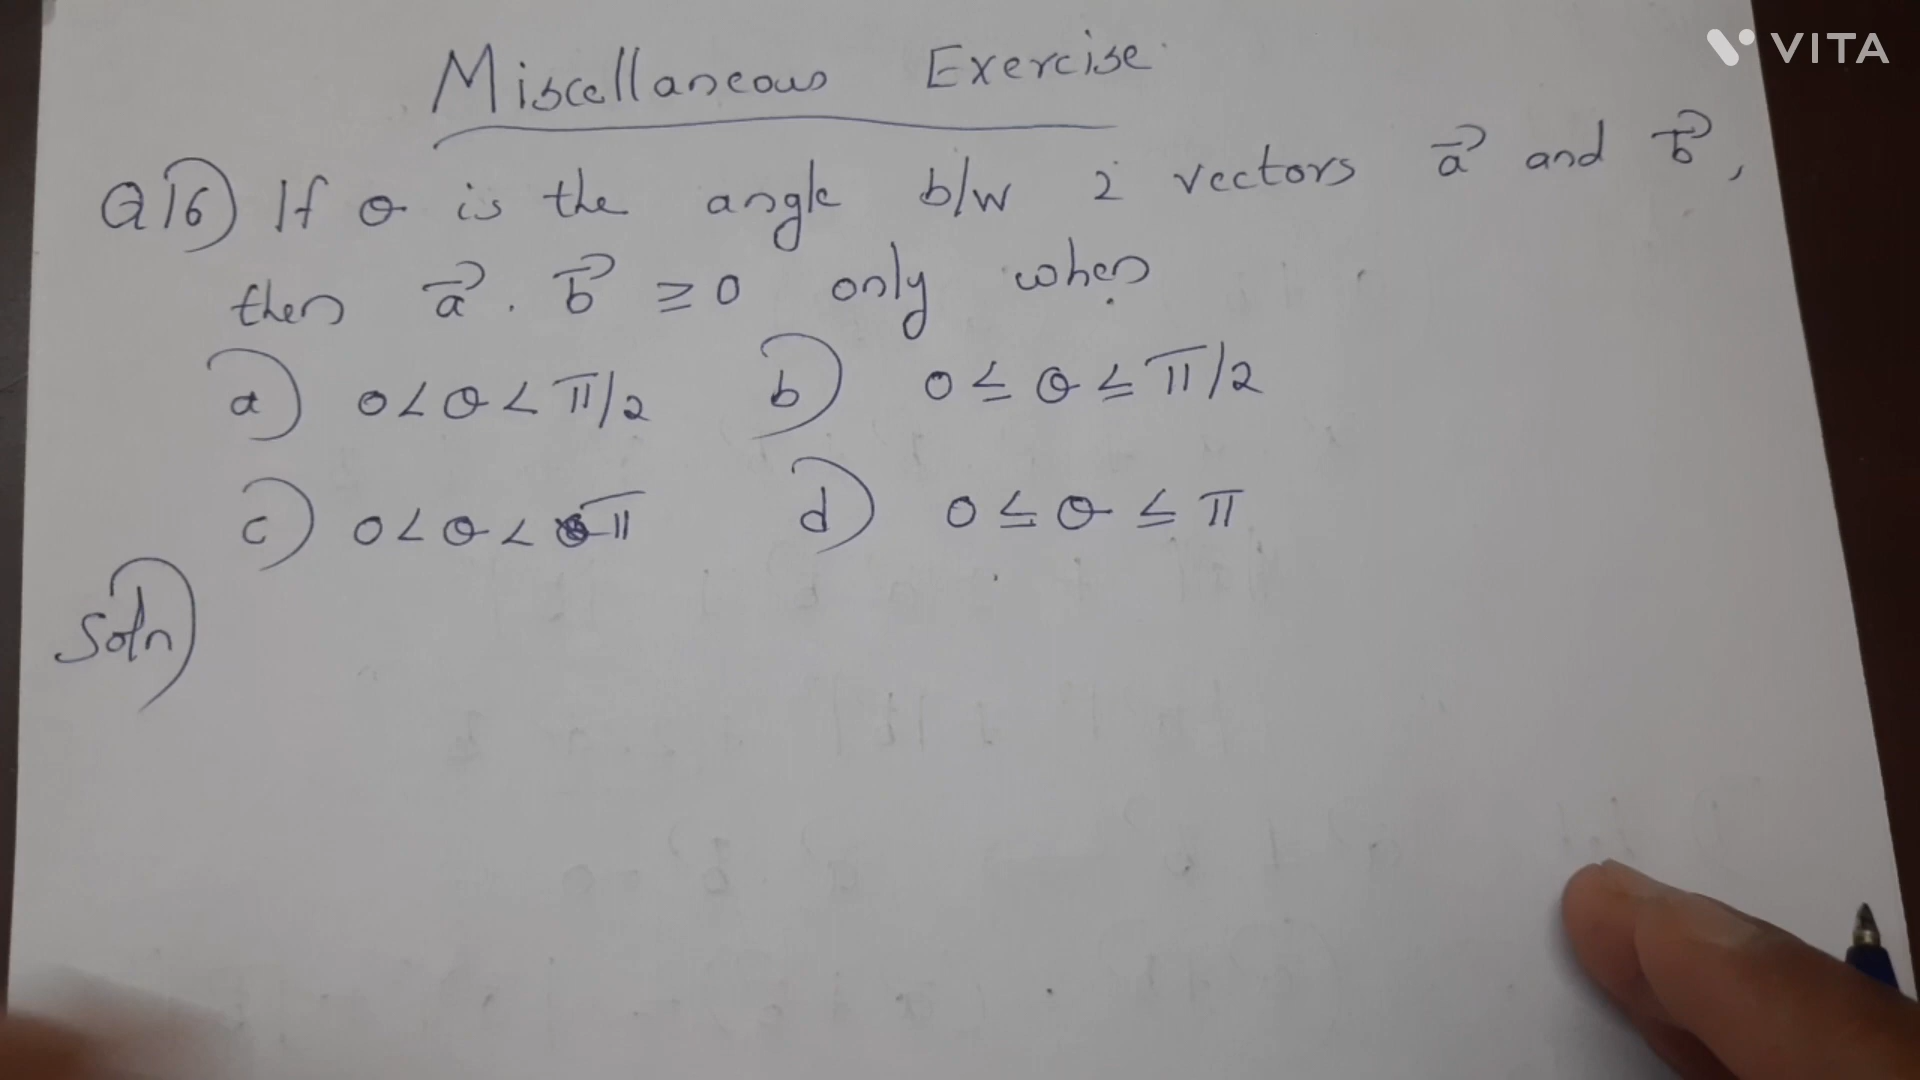 VITA
Miscellaneous Exercise
Q16) If θ is the angle b/w 2 vectors a⃗ and b⃗,
then a⃗ . b⃗ ≥ 0 only when
a) 0 < θ < π/2 b) 0 ≤ θ ≤ π/2
c) 0 < θ < π d) 0 ≤ θ ≤ π
Soln)